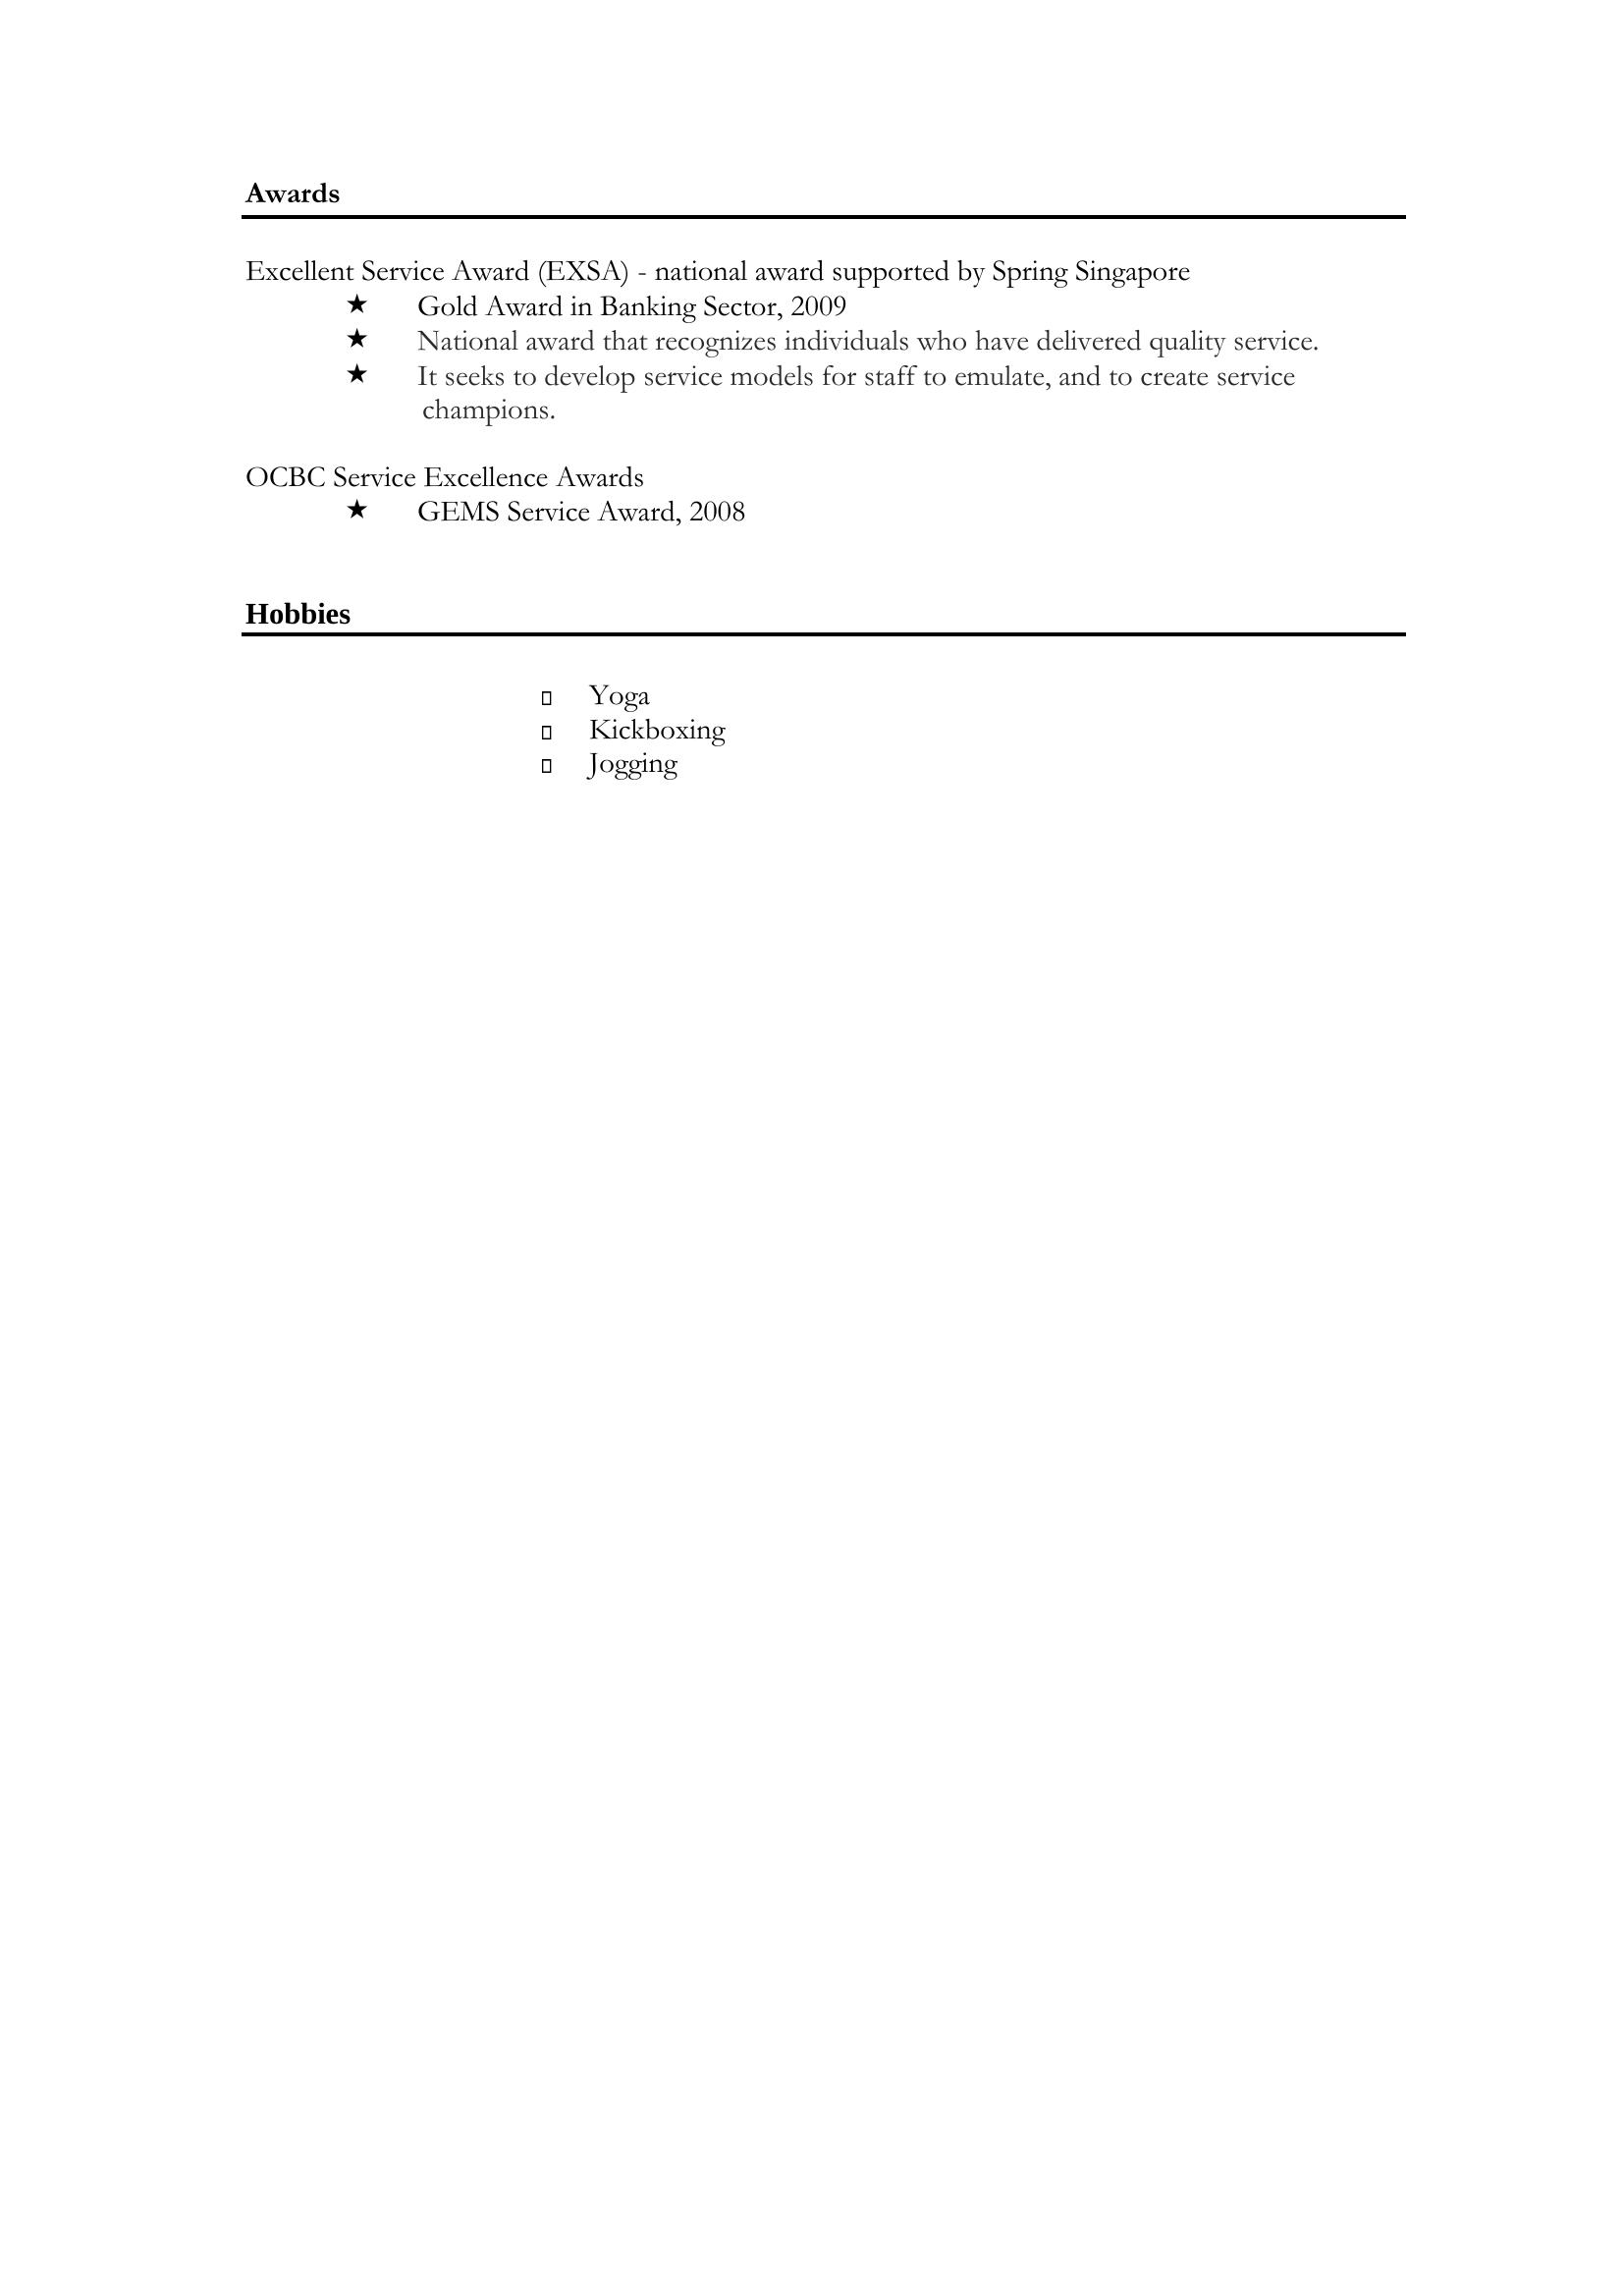 Awards
Excellent Service Award (EXSA) - national award supported by Spring Singapore
★ Gold Award in Banking Sector, 2009
★ National award that recognizes individuals who have delivered quality service.
★ It seeks to develop service models for staff to emulate, and to create service
champions.
OCBC Service Excellence Awards
★ GEMS Service Award, 2008
Hobbies
▯ Yoga
▯ Kickboxing
▯ Jogging